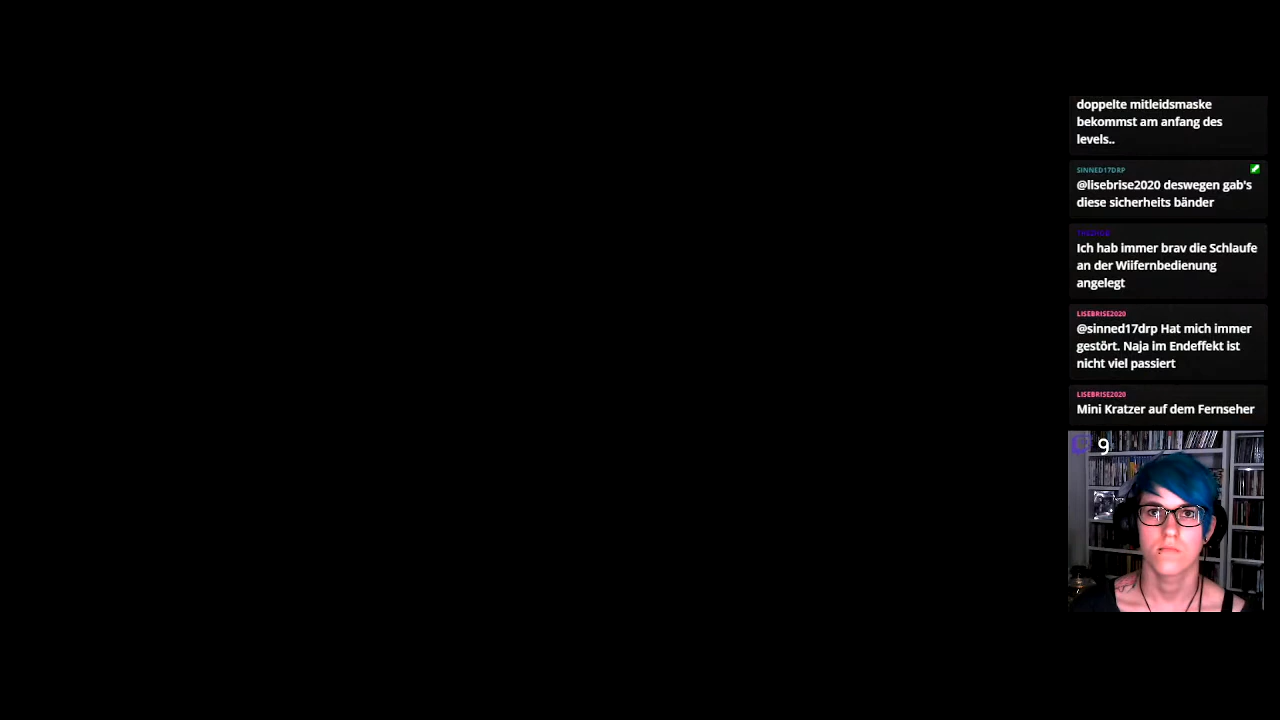 doppelte mitleidsmaske
bekommst am anfang des
levels..
SINNED17DRP
@lisebrise2020 deswegen gab's
diese sicherheits bänder
Ich hab immer brav die Schlaufe
an der Wiifernbedienung
angelegt
LISEBRISE2020
@sinned17drp Hat mich immer
gestört. Naja im Endeffekt ist
nicht viel passiert
LISEBRISE2020
Mini Kratzer auf dem Fernseher
9